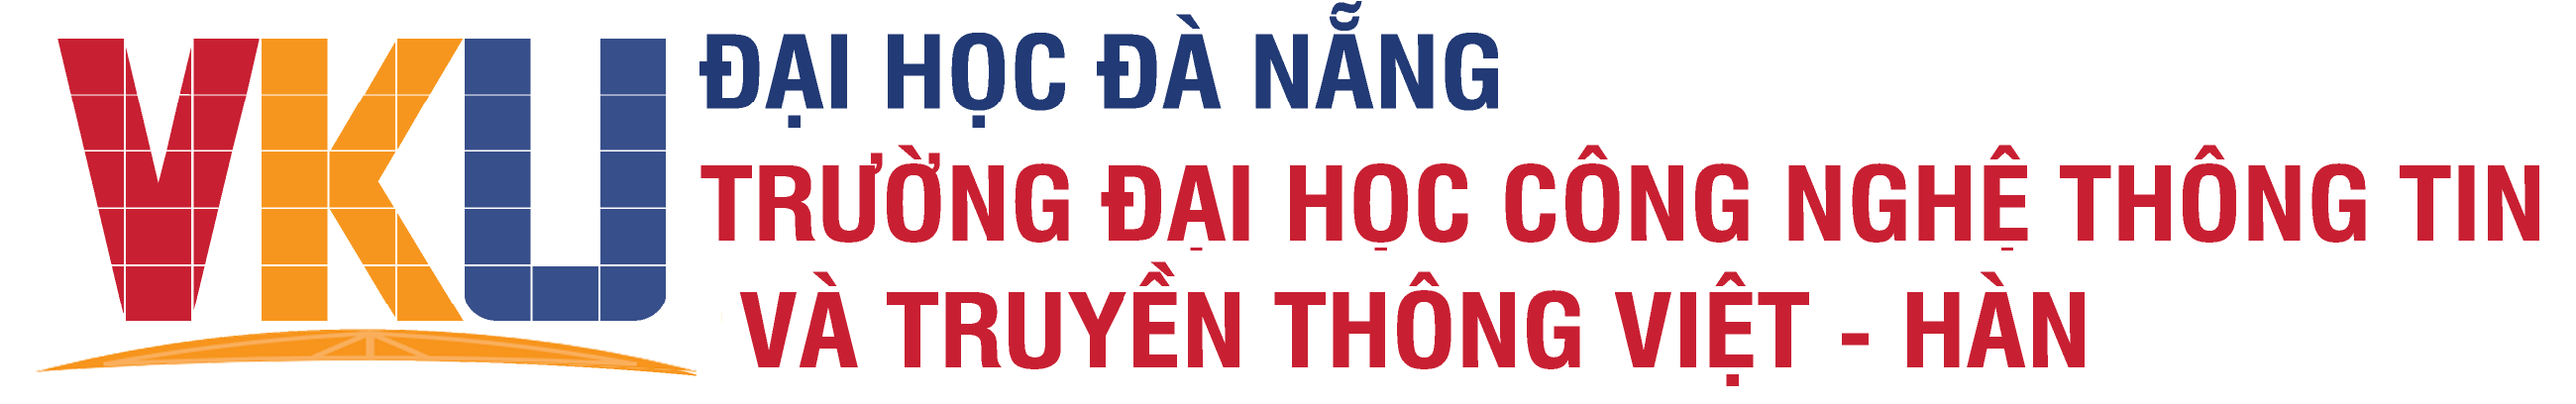 VKU
ĐẠI HỌC ĐÀ NẴNG
TRƯỜNG ĐẠI HỌC CÔNG NGHỆ THÔNG TIN
VÀ TRUYỀN THÔNG VIỆT - HÀN